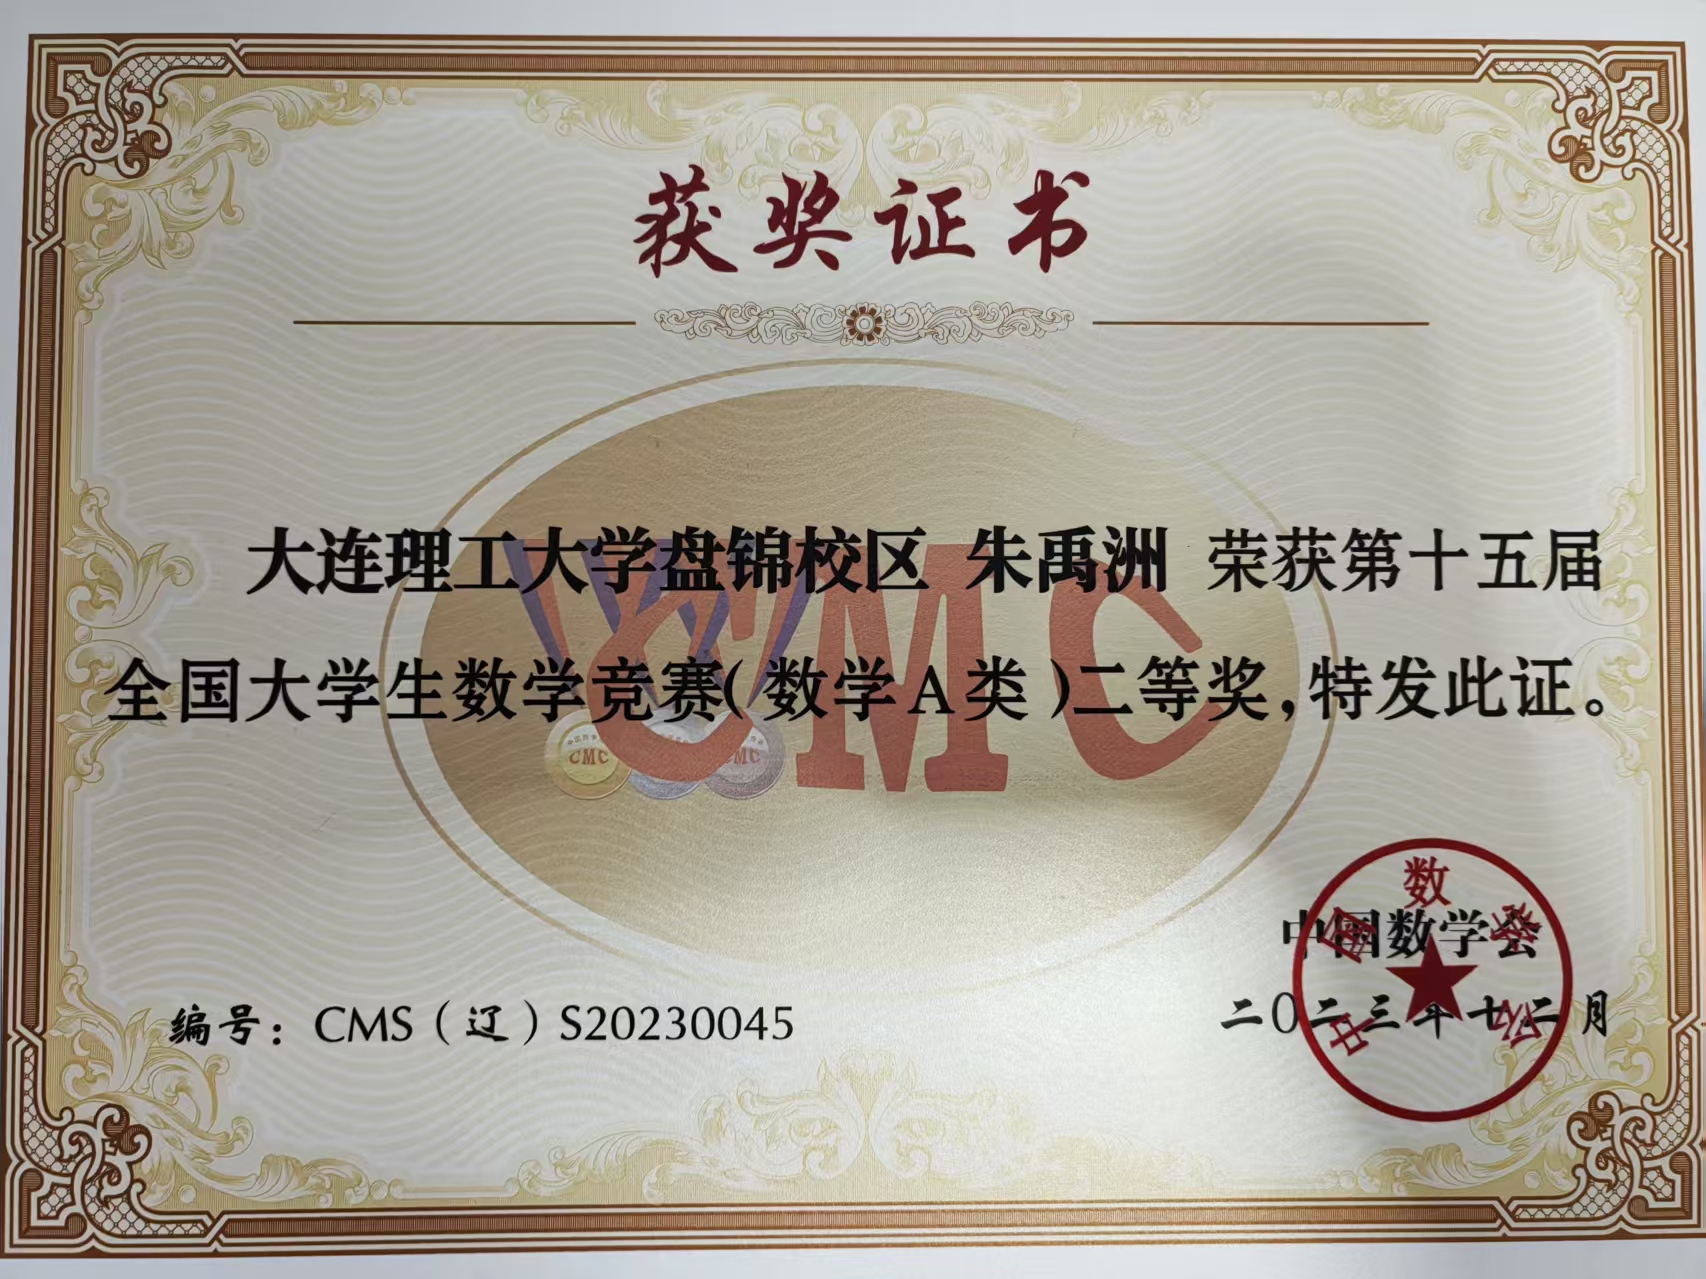 获奖证书
大连理工大学盘锦校区 朱禹洲 荣获第十五届
全国大学生数学竞赛(数学A类)二等奖,特发此证。
CMC
CMC
CMC
中国数学会
中国数学会
二〇二三年十二月
编号：CMS（辽）S20230045